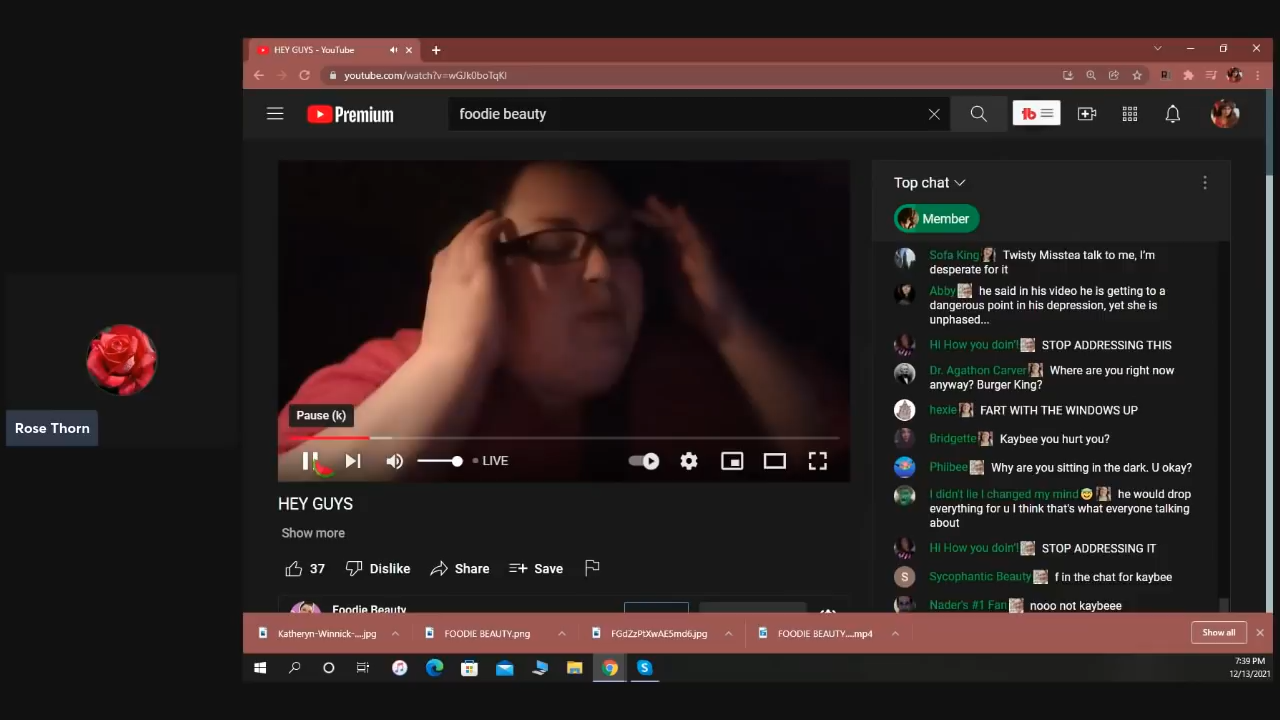 HEY GUYS - YouTube
youtube.com/watch?v=wGJk0boTqKI
Premium
foodie beauty
Top chat
Member
Sofa King Twisty Misstea talk to me, I'm
desperate for it
Abby he said in his video he is getting to a
dangerous point in his depression, yet she is
unphased...
Hi How you doin'! STOP ADDRESSING THIS
Dr. Agathon Carver Where are you right now
anyway? Burger King?
hexie FART WITH THE WINDOWS UP
Bridgette Kaybee you hurt you?
Philbee Why are you sitting in the dark. U okay?
I didn't lie I changed my mind 😇 he would drop
everything for u I think that's what everyone talking
about
Hi How you doin'! STOP ADDRESSING IT
S Sycophantic Beauty f in the chat for kaybee
Nader's #1 Fan nooo not kaybeee
Rose Thorn
Pause (k)
LIVE
HEY GUYS
Show more
37 Dislike Share Save
Foodie Beauty
Katheryn-Winnick-....jpg FOODIE BEAUTY.png FGdZzPtXwAE5md6.jpg FOODIE BEAUTY....mp4 Show all
7:39 PM
12/13/2021